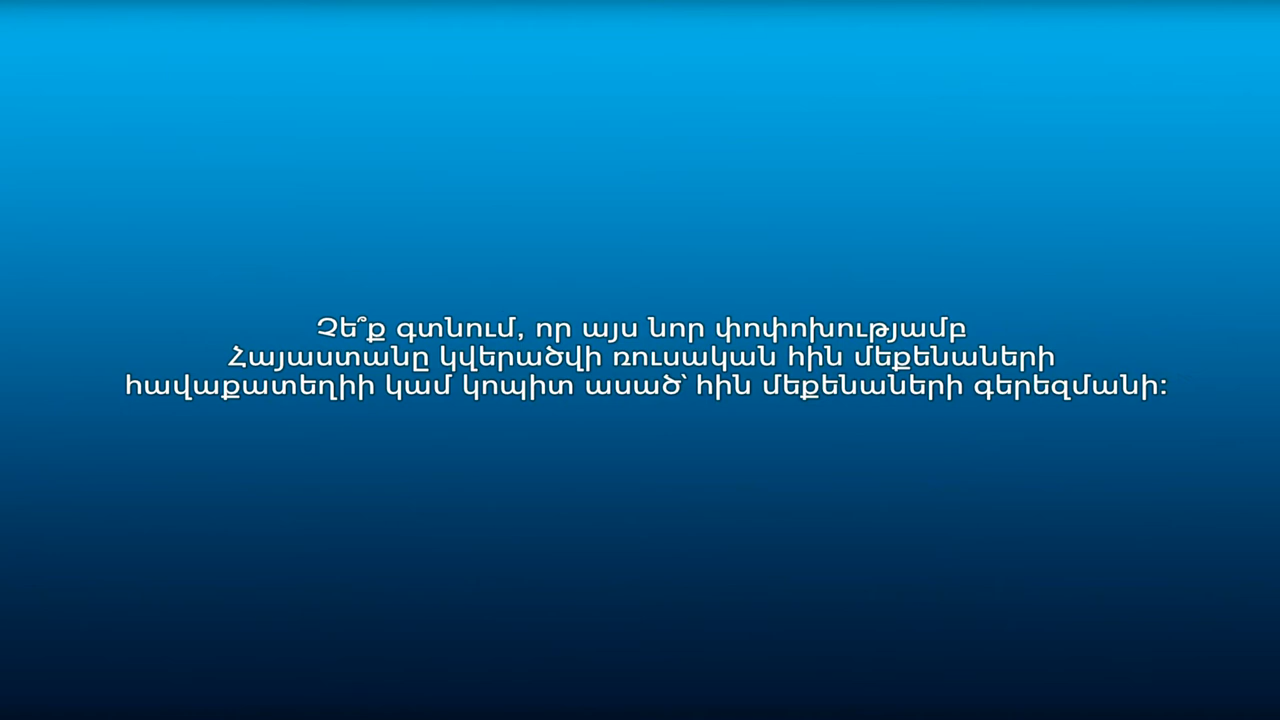 Չե՞ք գտնում, որ այս նոր փոփոխությամբ
Հայաստանը կվերածվի ռուսական հին մեքենաների
հավաքատեղիի կամ կոպիտ ասած՝ հին մեքենաների գերեզմանի: